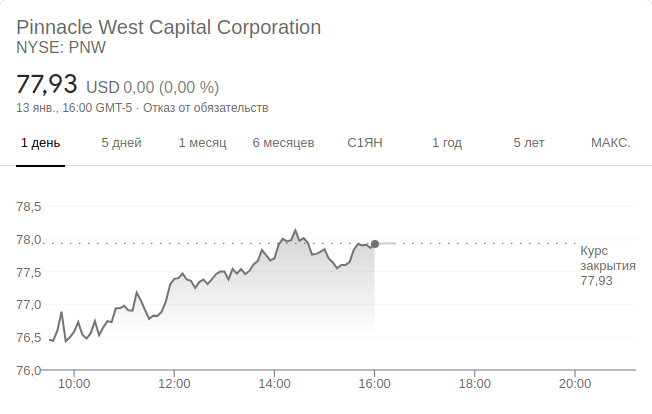 Pinnacle West Capital Corporation
NYSE: PNW
77,93 USD 0,00 (0,00 %)
13 янв., 16:00 GMT-5 · Отказ от обязательств
1 день 5 дней 1 месяц 6 месяцев С1ЯН 1 год 5 лет МАКС.
78,5
78,0
77,5
77,0
76,5
76,0
Курс
закрытия
77,93
10:00 12:00 14:00 16:00 18:00 20:00